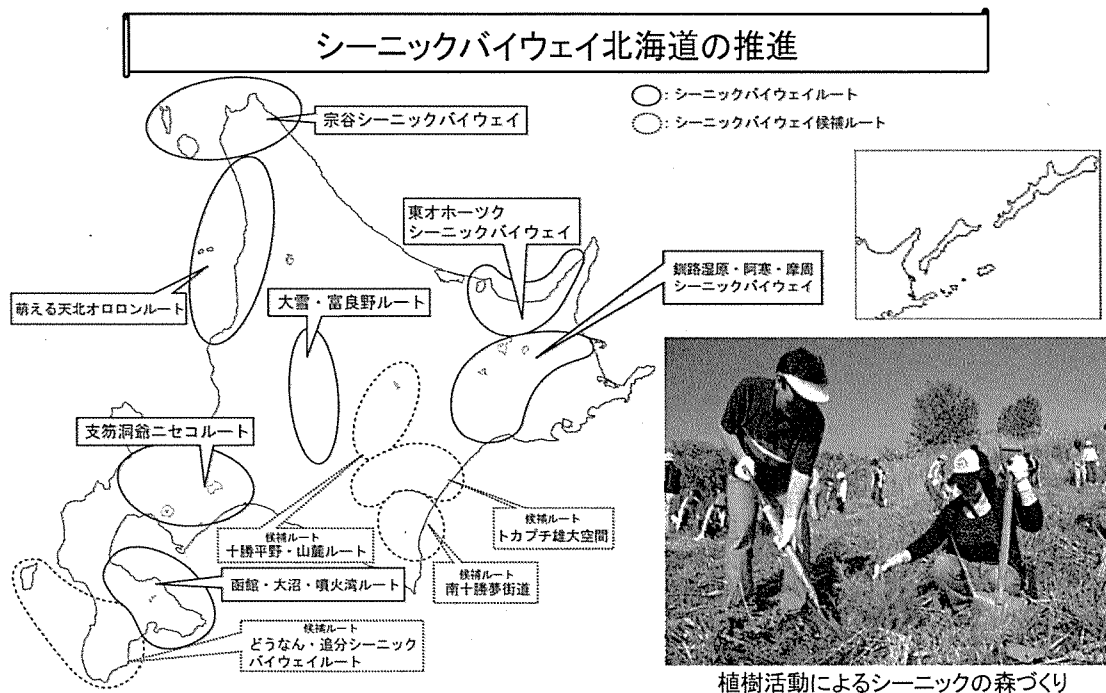 シーニックバイウェイ北海道の推進
：シーニックバイウェイルート
：シーニックバイウェイ候補ルート
宗谷シーニックバイウェイ
東オホーツク
シーニックバイウェイ
釧路湿原・阿寒・摩周
シーニックバイウェイ
萌える天北オロロンルート
大雪・富良野ルート
支笏洞爺ニセコルート
候補ルート
トカプチ雄大空間
候補ルート
十勝平野・山麓ルート
候補ルート
南十勝夢街道
函館・大沼・噴火湾ルート
候補ルート
どうなん・追分シーニック
バイウェイルート
植樹活動によるシーニックの森づくり